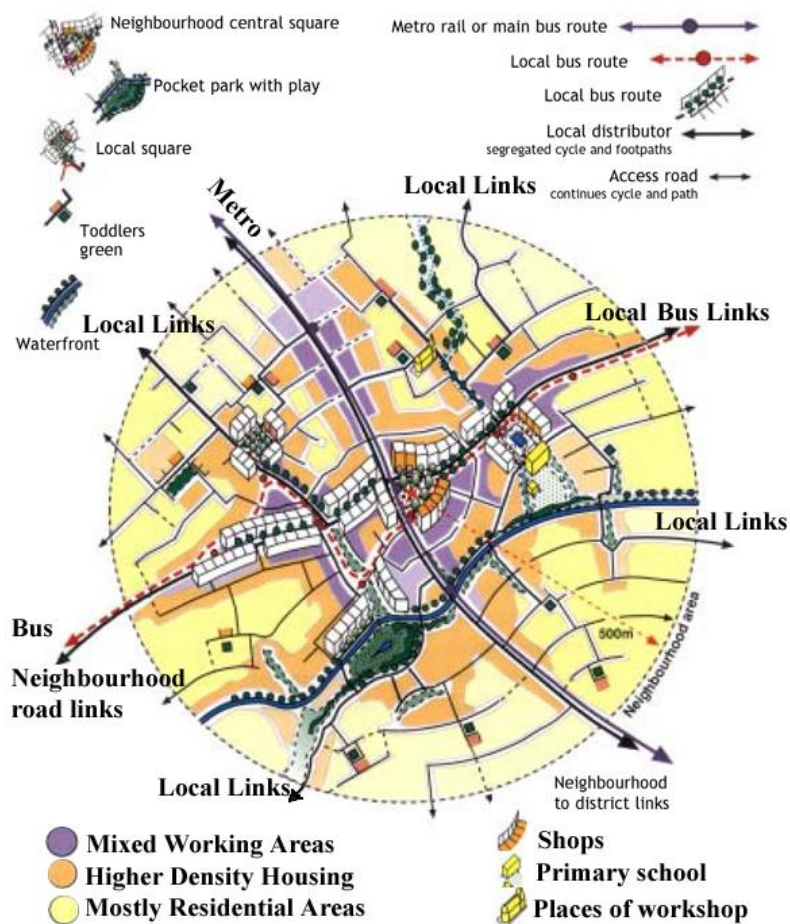 Neighbourhood central square
Pocket park with play
Local square
Toddlers
green
Waterfront
Metro rail or main bus route
Local bus route
Local bus route
Local distributor
segregated cycle and footpaths
Access road
continues cycle and path
Metro
Local Links
Local Links
Local Bus Links
Local Links
500m
Neighbourhood area
Bus
Neighbourhood
road links
Local Links
Neighbourhood
to district links
Mixed Working Areas
Higher Density Housing
Mostly Residential Areas
Shops
Primary school
Places of workshop